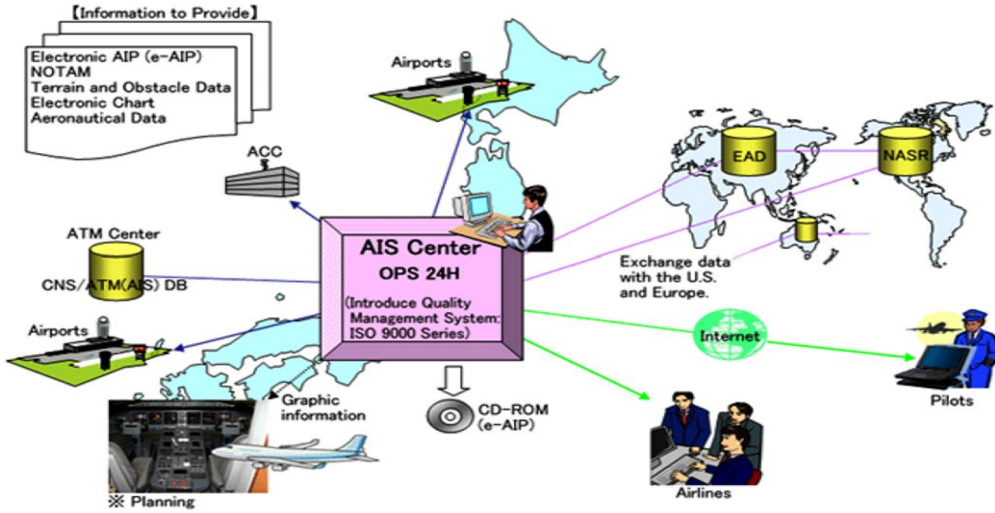 【Information to Provide】
Electronic AIP (e-AIP)
NOTAM
Terrain and Obstacle Data
Electronic Chart
Aeronautical Data
Airports
ACC
EAD
NASR
ATM Center
CNS/ATM(AIS) DB
AIS Center
OPS 24H
(Introduce Quality
Management System:
ISO 9000 Series)
Exchange data
with the U.S.
and Europe.
Airports
Internet
Pilots
Graphic
information
CD-ROM
(e-AIP)
Airlines
※ Planning